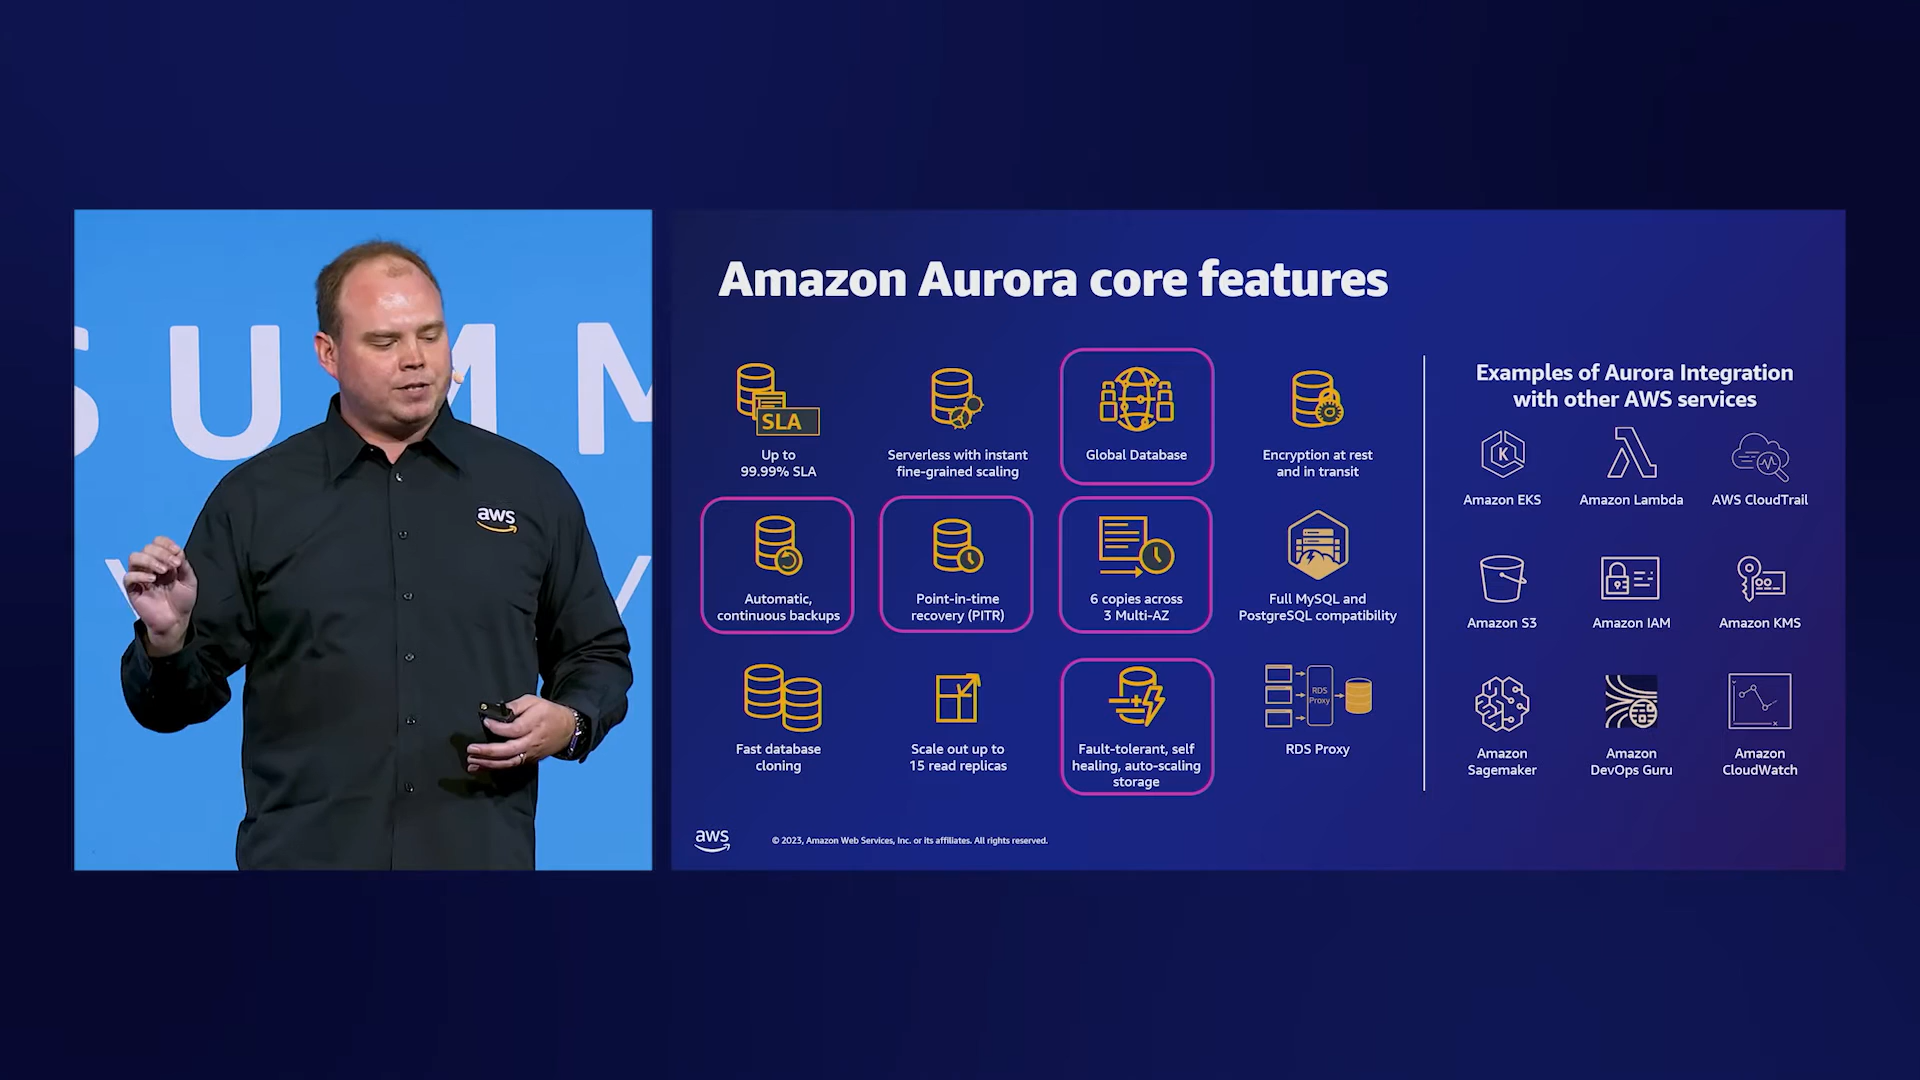 SUMM
aws
Amazon Aurora core features
SLA
Up to
99.99% SLA
Serverless with instant
fine-grained scaling
Global Database
Encryption at rest
and in transit
Automatic,
continuous backups
Point-in-time
recovery (PITR)
6 copies across
3 Multi-AZ
Full MySQL and
PostgreSQL compatibility
Fast database
cloning
Scale out up to
15 read replicas
Fault-tolerant, self
healing, auto-scaling
storage
RDS
Proxy
RDS Proxy
Examples of Aurora Integration
with other AWS services
K
Amazon EKS
Amazon Lambda
AWS CloudTrail
Amazon S3
Amazon IAM
Amazon KMS
Amazon
Sagemaker
Amazon
DevOps Guru
Amazon
CloudWatch
aws
© 2023, Amazon Web Services, Inc. or its affiliates. All rights reserved.